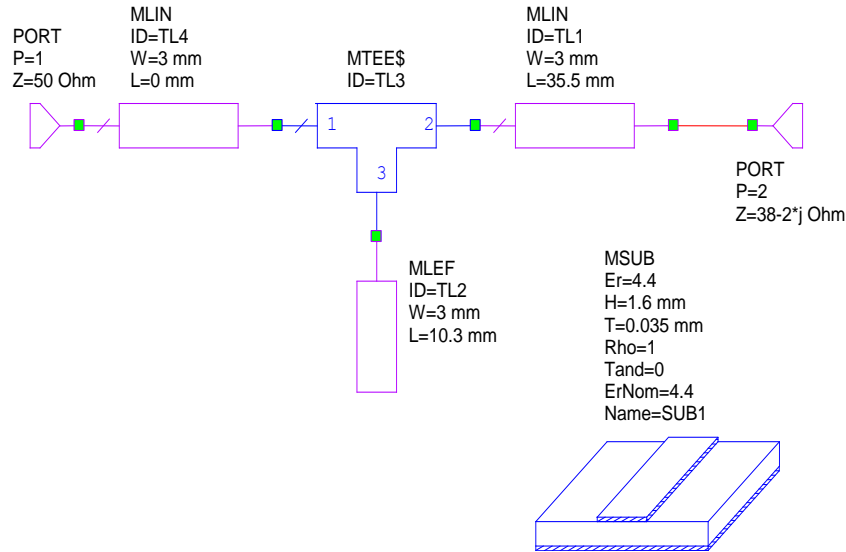 PORT
P=1
Z=50 Ohm
MLIN
ID=TL4
W=3 mm
L=0 mm
MTEE$
ID=TL3
MLIN
ID=TL1
W=3 mm
L=35.5 mm
1
2
3
PORT
P=2
Z=38-2*j Ohm
MLEF
ID=TL2
W=3 mm
L=10.3 mm
MSUB
Er=4.4
H=1.6 mm
T=0.035 mm
Rho=1
Tand=0
ErNom=4.4
Name=SUB1